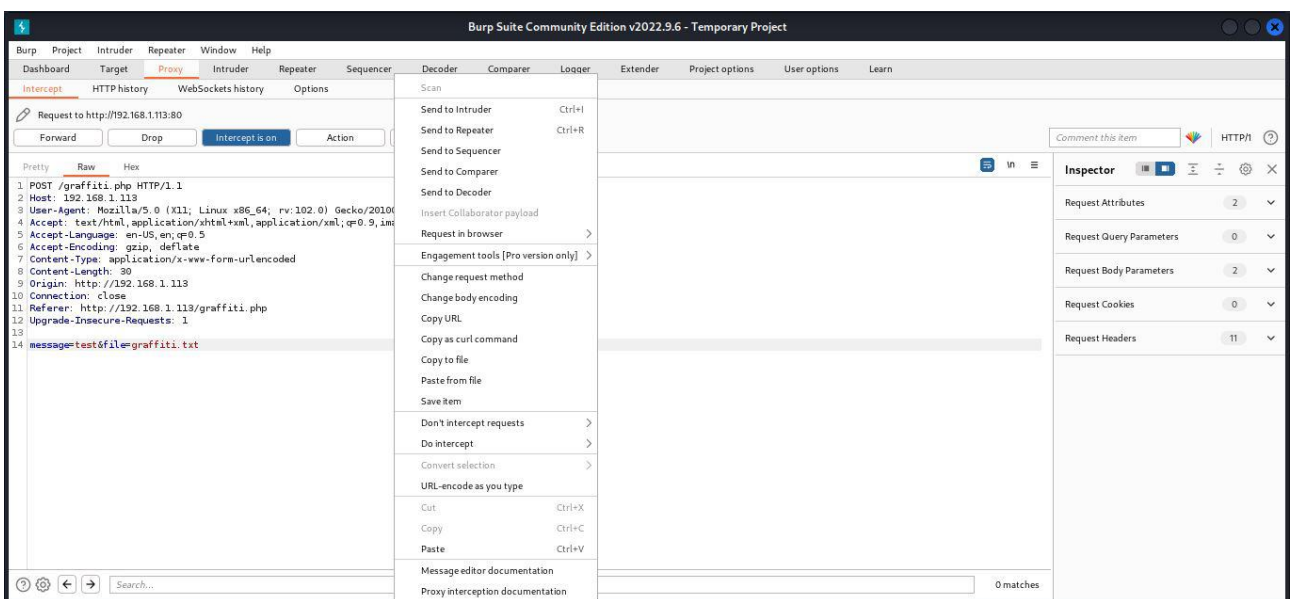 Burp Suite Community Edition v2022.9.6 - Temporary Project
Burp Project Intruder Repeater Window Help
Dashboard Target Proxy Intruder Repeater Sequencer Decoder Comparer Logger Extender Project options User options Learn
Intercept HTTP history WebSockets history Options
Request to http://192.168.1.113:80
Forward Drop Intercept is on Action
Comment this item HTTP/1
Pretty Raw Hex
\n
1 POST /graffiti.php HTTP/1.1
2 Host: 192.168.1.113
3 User-Agent: Mozilla/5.0 (X11; Linux x86_64; rv:102.0) Gecko/2010
4 Accept: text/html,application/xhtml+xml,application/xml;q=0.9,ima
5 Accept-Language: en-US,en;q=0.5
6 Accept-Encoding: gzip, deflate
7 Content-Type: application/x-www-form-urlencoded
8 Content-Length: 30
9 Origin: http://192.168.1.113
10 Connection: close
11 Referer: http://192.168.1.113/graffiti.php
12 Upgrade-Insecure-Requests: 1
13
14 message=test&file=graffiti.txt
Scan
Send to Intruder Ctrl+I
Send to Repeater Ctrl+R
Send to Sequencer
Send to Comparer
Send to Decoder
Insert Collaborator payload
Request in browser
Engagement tools [Pro version only]
Change request method
Change body encoding
Copy URL
Copy as curl command
Copy to file
Paste from file
Save item
Don't intercept requests
Do intercept
Convert selection
URL-encode as you type
Cut Ctrl+X
Copy Ctrl+C
Paste Ctrl+V
Message editor documentation
Proxy interception documentation
Inspector
Request Attributes 2
Request Query Parameters 0
Request Body Parameters 2
Request Cookies 0
Request Headers 11
Search...
0 matches